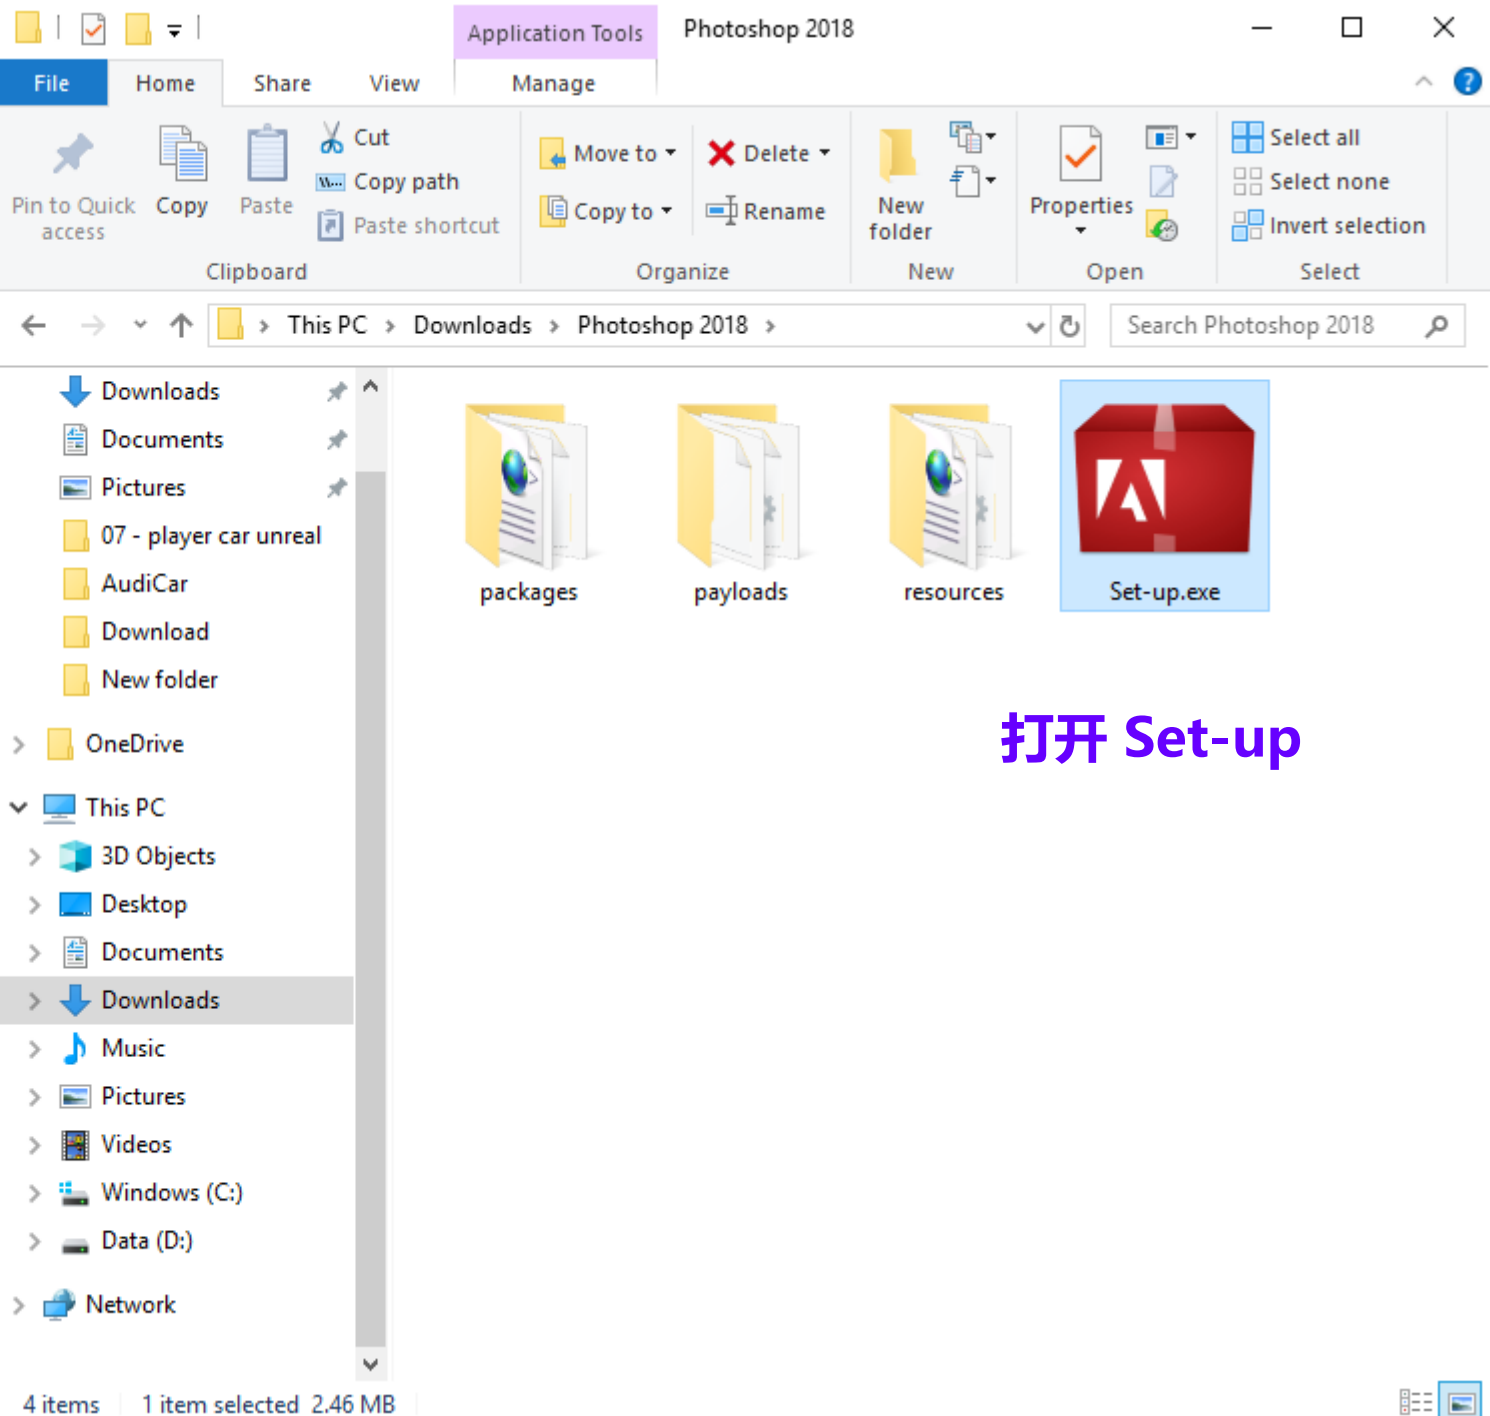 Application Tools
Photoshop 2018
File
Home
Share
View
Manage
Pin to Quick access
Copy
Paste
Cut
Copy path
Paste shortcut
Clipboard
Move to
Copy to
Delete
Rename
Organize
New folder
New
Properties
Open
Select all
Select none
Invert selection
Select
This PC > Downloads > Photoshop 2018 >
Search Photoshop 2018
Downloads
Documents
Pictures
07 - player car unreal
AudiCar
Download
New folder
OneDrive
This PC
3D Objects
Desktop
Documents
Downloads
Music
Pictures
Videos
Windows (C:)
Data (D:)
Network
packages
payloads
resources
Set-up.exe
打开 Set-up
4 items
1 item selected 2.46 MB